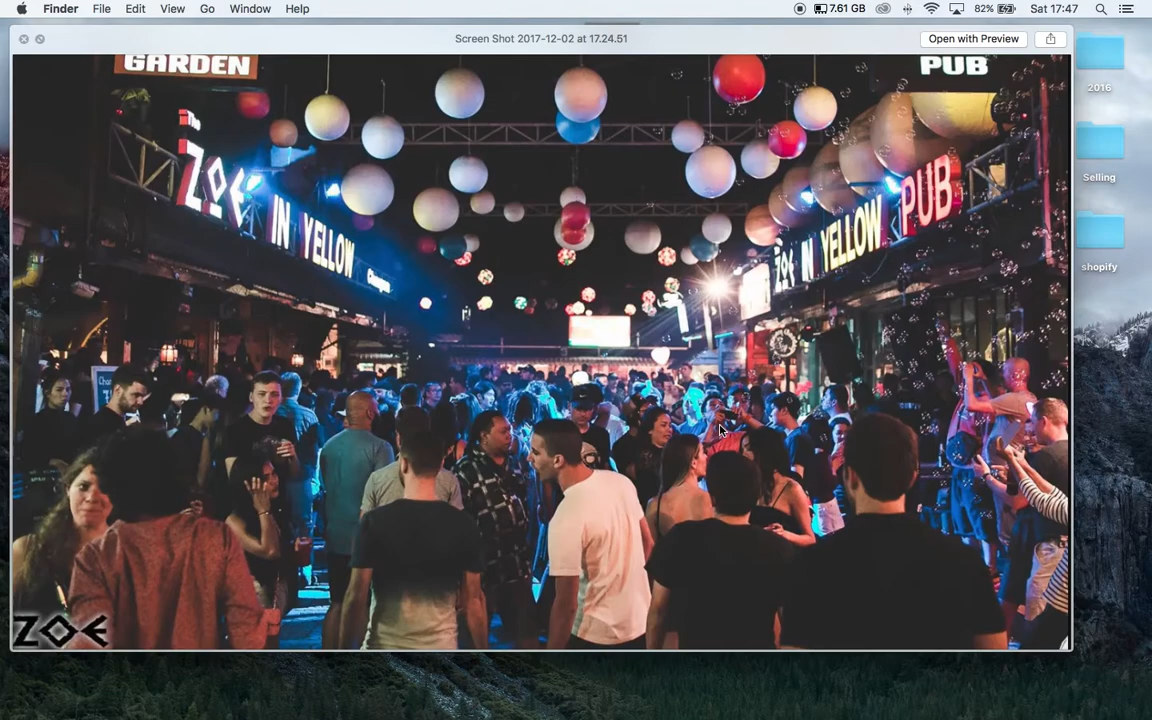 Finder File Edit View Go Window Help 7.61 GB 82% Sat 17:47
Screen Shot 2017-12-02 at 17.24.51
Open with Preview
2016
Selling
shopify
GARDEN
PUB
The
ZOE IN YELLOW
ZOE IN YELLOW PUB
ZOE